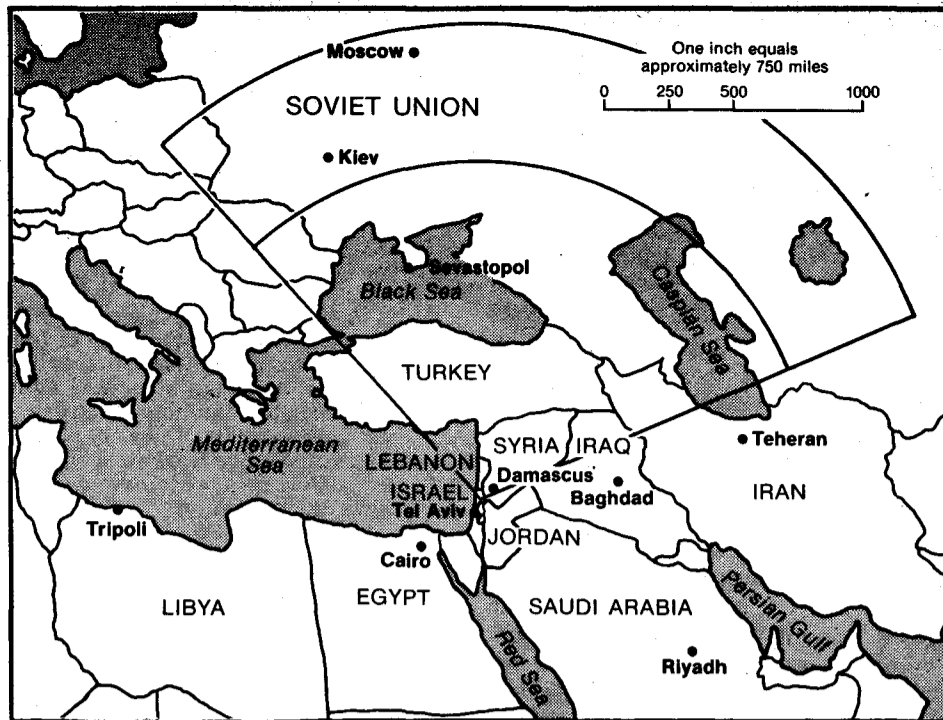 Moscow
One inch equals
approximately 750 miles
0 250 500 1000
SOVIET UNION
Kiev
Sevastopol
Black Sea
Caspian Sea
TURKEY
Mediterranean
Sea
SYRIA
IRAQ
Teheran
LEBANON
Damascus
ISRAEL
Baghdad
IRAN
Tel Aviv
Tripoli
JORDAN
Cairo
LIBYA
EGYPT
SAUDI ARABIA
Persian Gulf
Red Sea
Riyadh